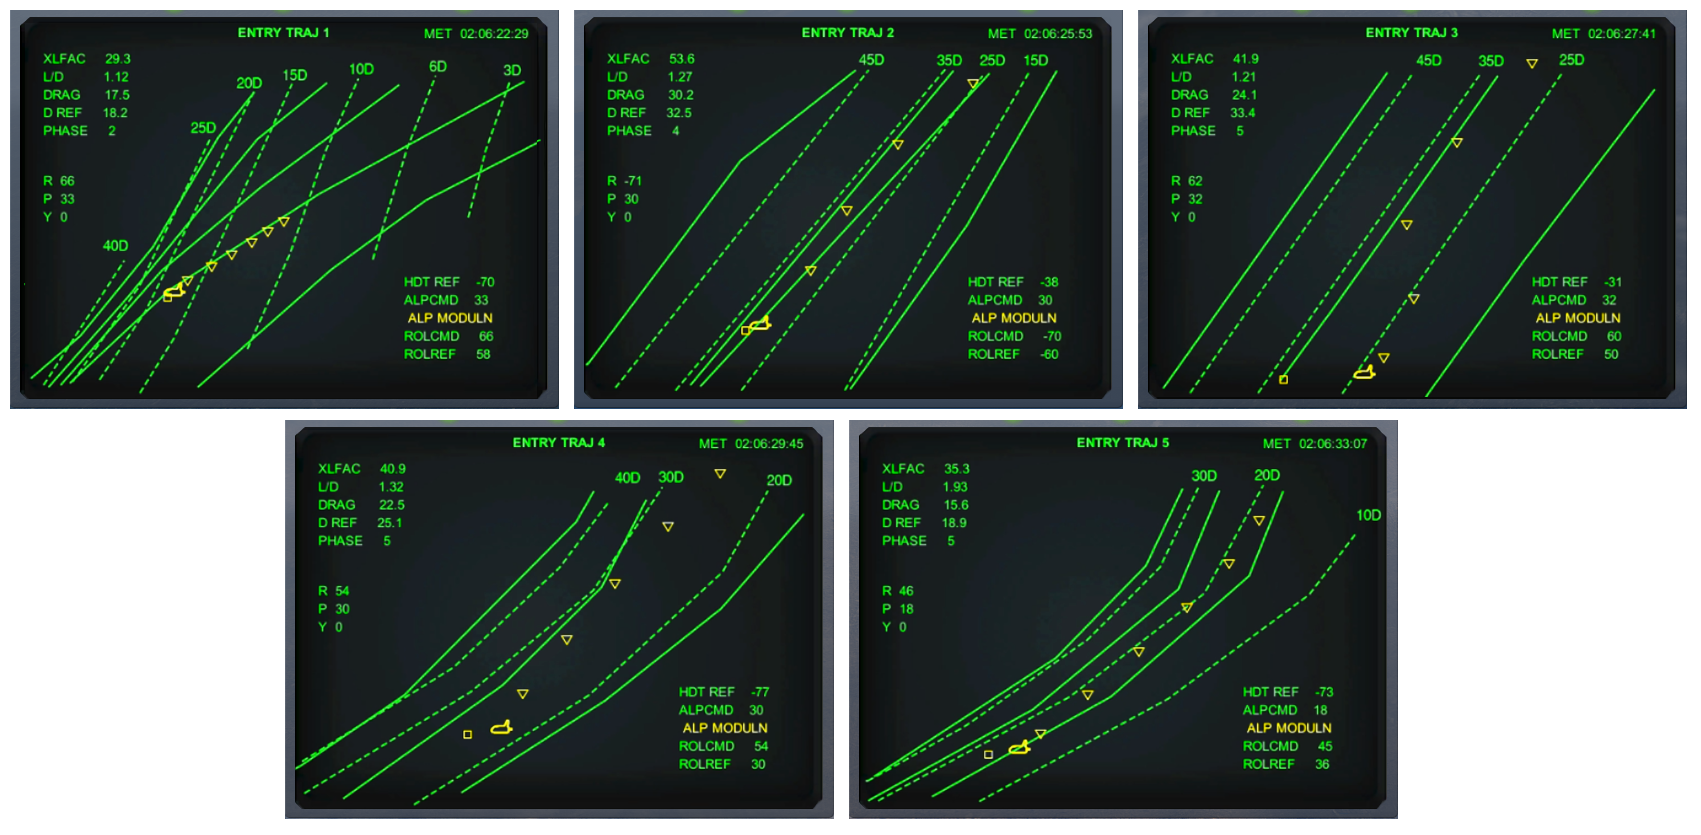 ENTRY TRAJ 1 MET 02:06:22:29
XLFAC 29.3
L/D 1.12
DRAG 17.5
D REF 18.2
PHASE 2
R 66
P 33
Y 0
40D 25D 20D 15D 10D 6D 3D
HDT REF -70
ALPCMD 33
ALP MODULN
ROLCMD 66
ROLREF 58
ENTRY TRAJ 2 MET 02:06:25:53
XLFAC 53.6
L/D 1.27
DRAG 30.2
D REF 32.5
PHASE 4
R -71
P 30
Y 0
45D 35D 25D 15D
HDT REF -38
ALPCMD 30
ALP MODULN
ROLCMD -70
ROLREF -60
ENTRY TRAJ 3 MET 02:06:27:41
XLFAC 41.9
L/D 1.21
DRAG 24.1
D REF 33.4
PHASE 5
R 62
P 32
Y 0
45D 35D 25D
HDT REF -31
ALPCMD 32
ALP MODULN
ROLCMD 60
ROLREF 50
ENTRY TRAJ 4 MET 02:06:29:45
XLFAC 40.9
L/D 1.32
DRAG 22.5
D REF 25.1
PHASE 5
R 54
P 30
Y 0
40D 30D 20D
HDT REF -77
ALPCMD 30
ALP MODULN
ROLCMD 54
ROLREF 30
ENTRY TRAJ 5 MET 02:06:33:07
XLFAC 35.3
L/D 1.93
DRAG 15.6
D REF 18.9
PHASE 5
R 46
P 18
Y 0
30D 20D 10D
HDT REF -73
ALPCMD 18
ALP MODULN
ROLCMD 45
ROLREF 36